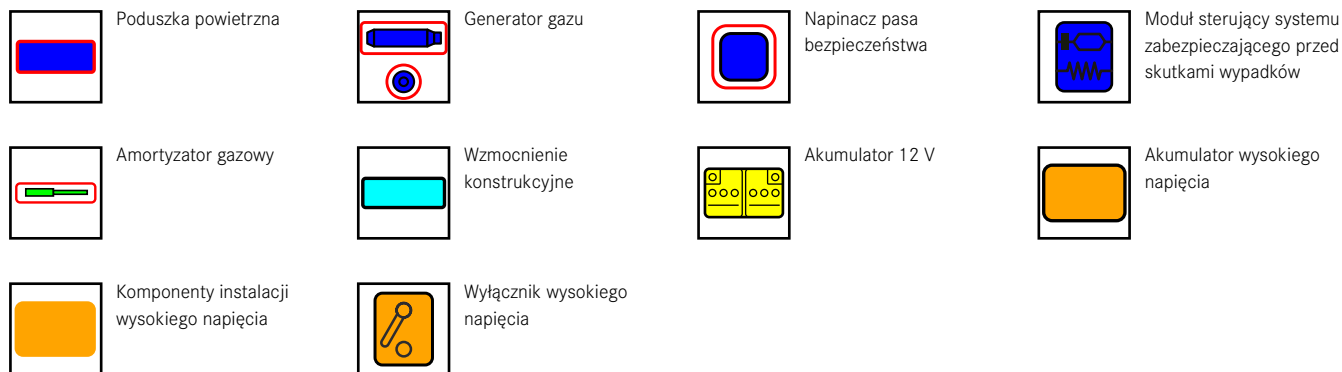 Poduszka powietrzna
Generator gazu
Napinacz pasa
bezpieczeństwa
Moduł sterujący systemu
zabezpieczającego przed
skutkami wypadków
Amortyzator gazowy
Wzmocnienie
konstrukcyjne
Akumulator 12 V
Akumulator wysokiego
napięcia
Komponenty instalacji
wysokiego napięcia
Wyłącznik wysokiego
napięcia